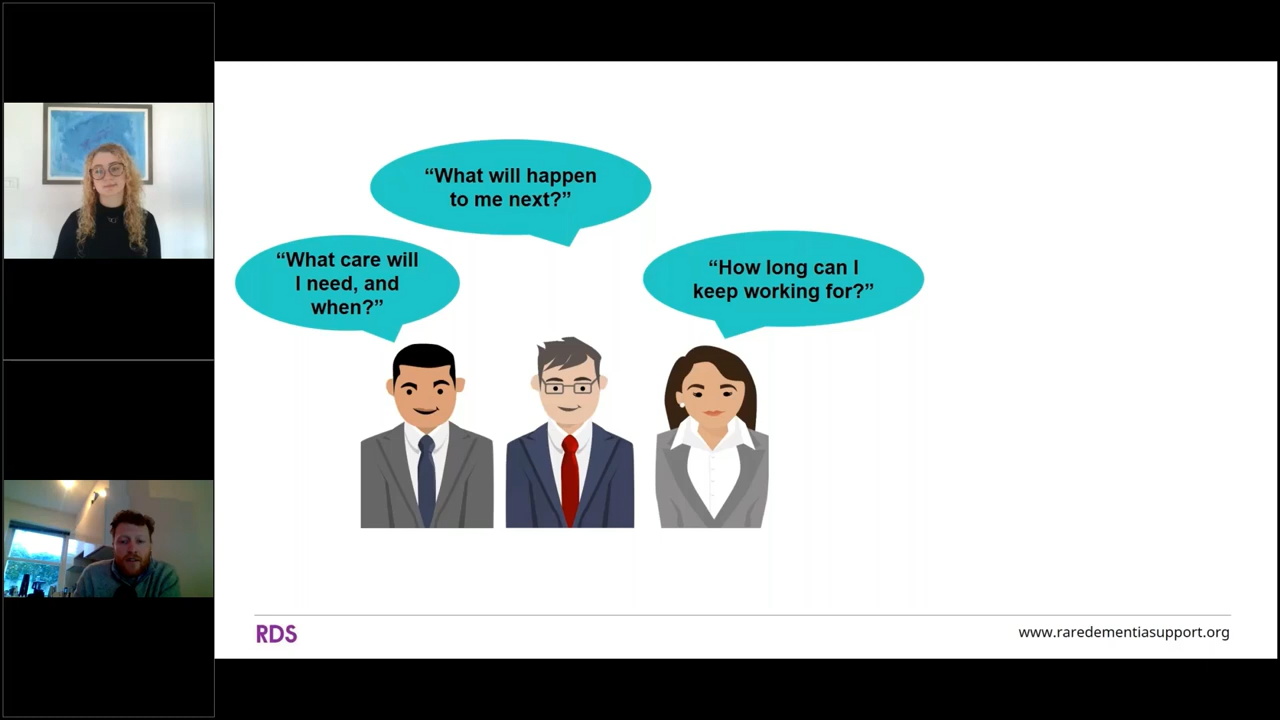 “What will happen
to me next?”
“What care will
I need, and
when?”
“How long can I
keep working for?”
RDS
www.raredementiasupport.org